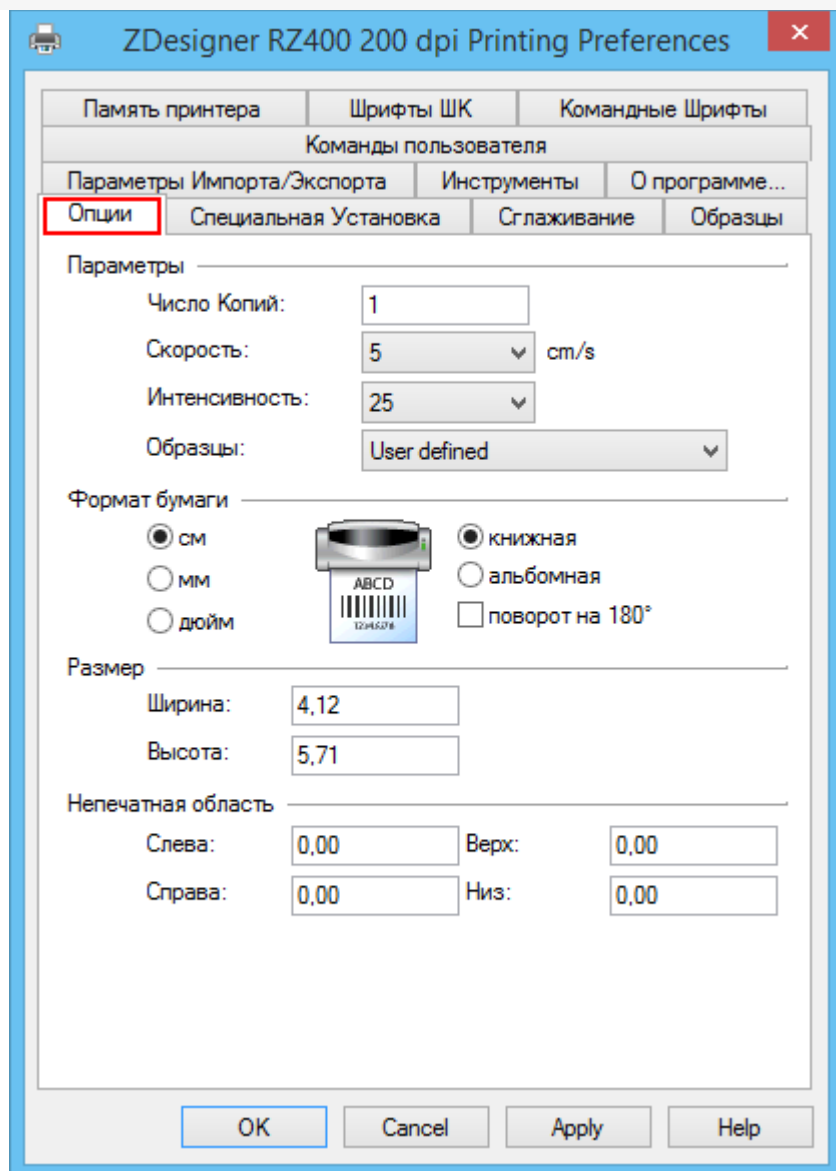 ZDesigner RZ400 200 dpi Printing Preferences
Память принтера Шрифты ШК Командные Шрифты
Команды пользователя
Параметры Импорта/Экспорта Инструменты О программе...
Опции Специальная Установка Сглаживание Образцы
Параметры
Число Копий: 1
Скорость: 5 cm/s
Интенсивность: 25
Образцы: User defined
Формат бумаги
см книжная
мм альбомная
дюйм поворот на 180°
ABCD
Размер
Ширина: 4,12
Высота: 5,71
Непечатная область
Слева: 0,00 Верх: 0,00
Справа: 0,00 Низ: 0,00
OK Cancel Apply Help